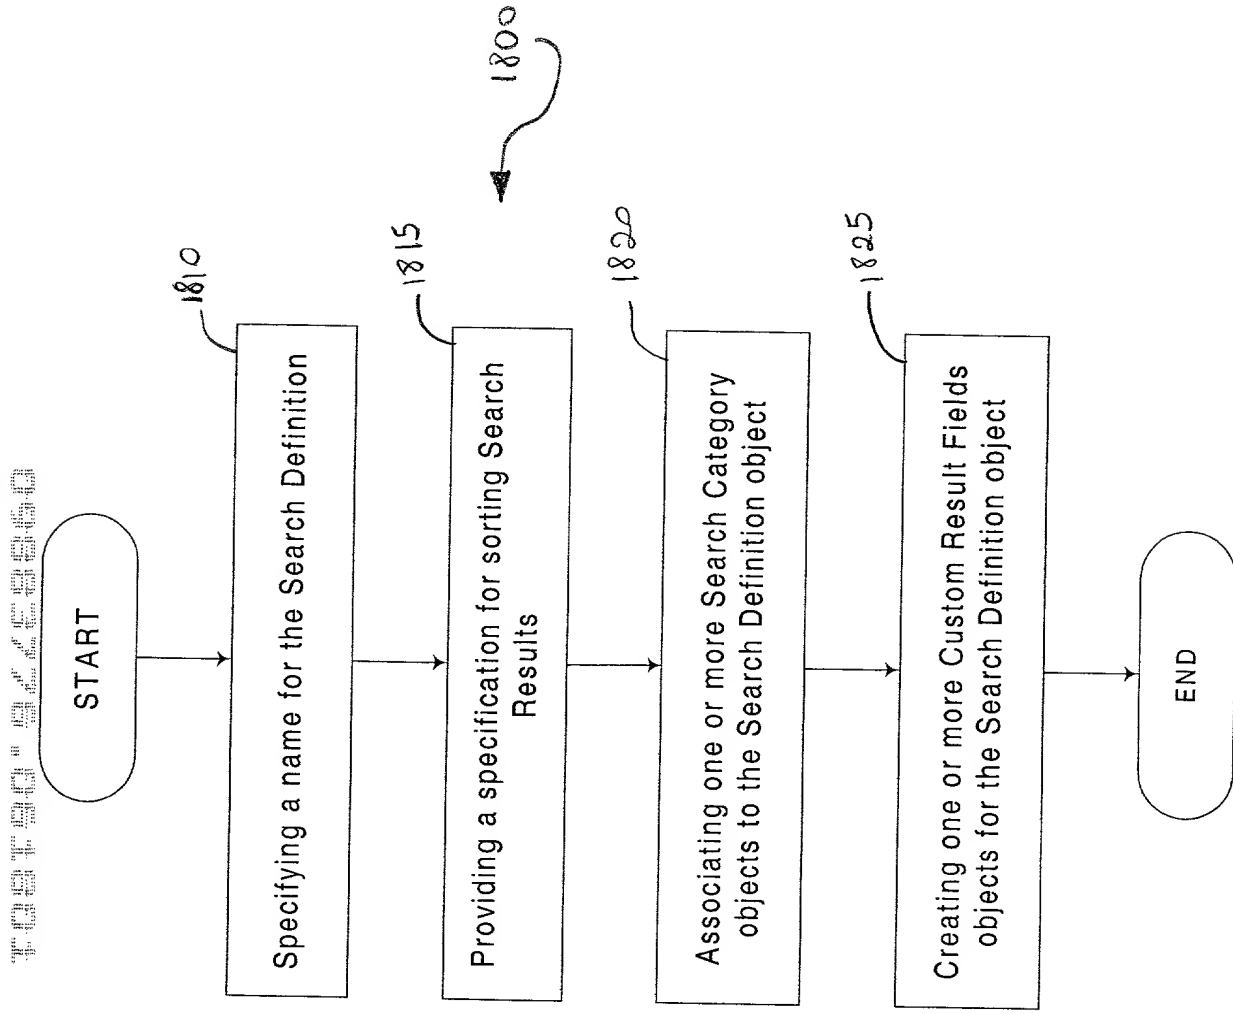 START
1800
1810
Specifying a name for the Search Definition
1815
Providing a specification for sorting Search
Results
1820
Associating one or more Search Category
objects to the Search Definition object
1825
Creating one or more Custom Result Fields
objects for the Search Definition object
END